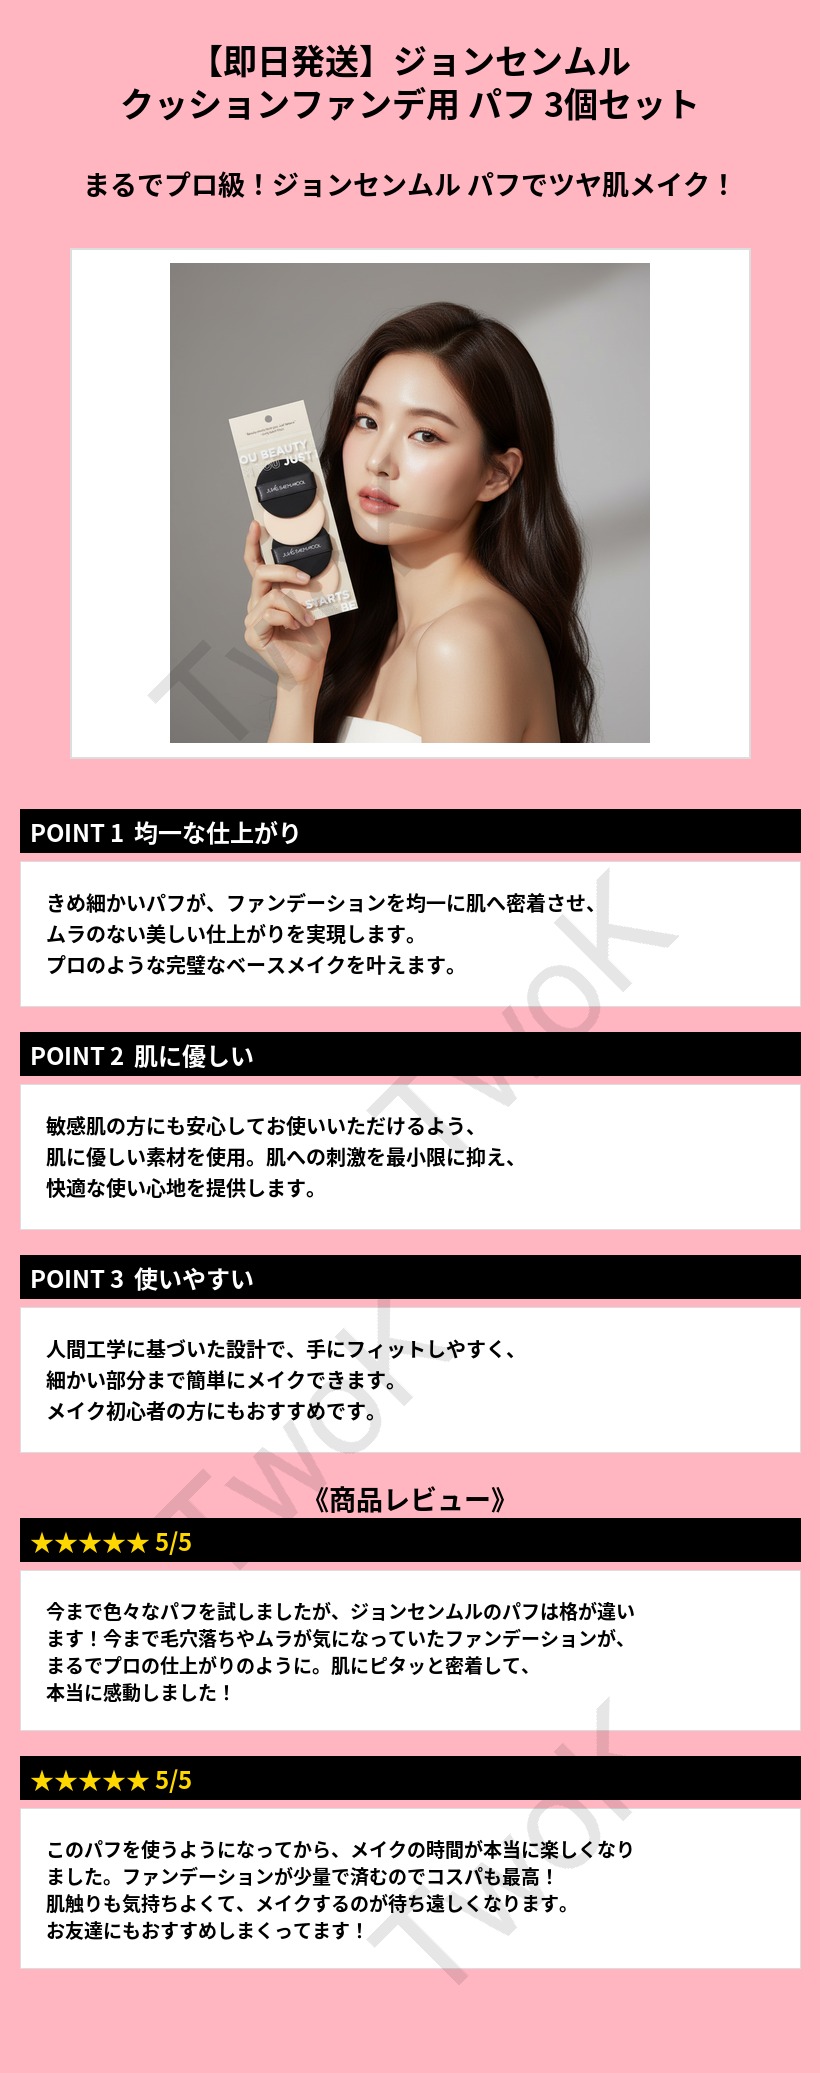 【即日発送】ジョンセンムル
クッションファンデ用 パフ 3個セット
まるでプロ級！ジョンセンムル パフでツヤ肌メイク！
OU BEAUTY
YOU JUST
JUNGSAEMMOOL
JUNGSAEMMOOL
STARTS
BE
TwoK
POINT 1 均一な仕上がり
きめ細かいパフが、ファンデーションを均一に肌へ密着させ、
ムラのない美しい仕上がりを実現します。
プロのような完璧なベースメイクを叶えます。
TwoK
POINT 2 肌に優しい
敏感肌の方にも安心してお使いいただけるよう、
肌に優しい素材を使用。肌への刺激を最小限に抑え、
快適な使い心地を提供します。
POINT 3 使いやすい
人間工学に基づいた設計で、手にフィットしやすく、
細かい部分まで簡単にメイクできます。
メイク初心者の方にもおすすめです。
TwoK
《商品レビュー》
★★★★★ 5/5
今まで色々なパフを試しましたが、ジョンセンムルのパフは格が違い
ます！今まで毛穴落ちやムラが気になっていたファンデーションが、
まるでプロの仕上がりのように。肌にピタッと密着して、
本当に感動しました！
★★★★★ 5/5
このパフを使うようになってから、メイクの時間が本当に楽しくなり
ました。ファンデーションが少量で済むのでコスパも最高！
肌触りも気持ちよくて、メイクするのが待ち遠しくなります。
お友達にもおすすめしまくってます！
TwoK